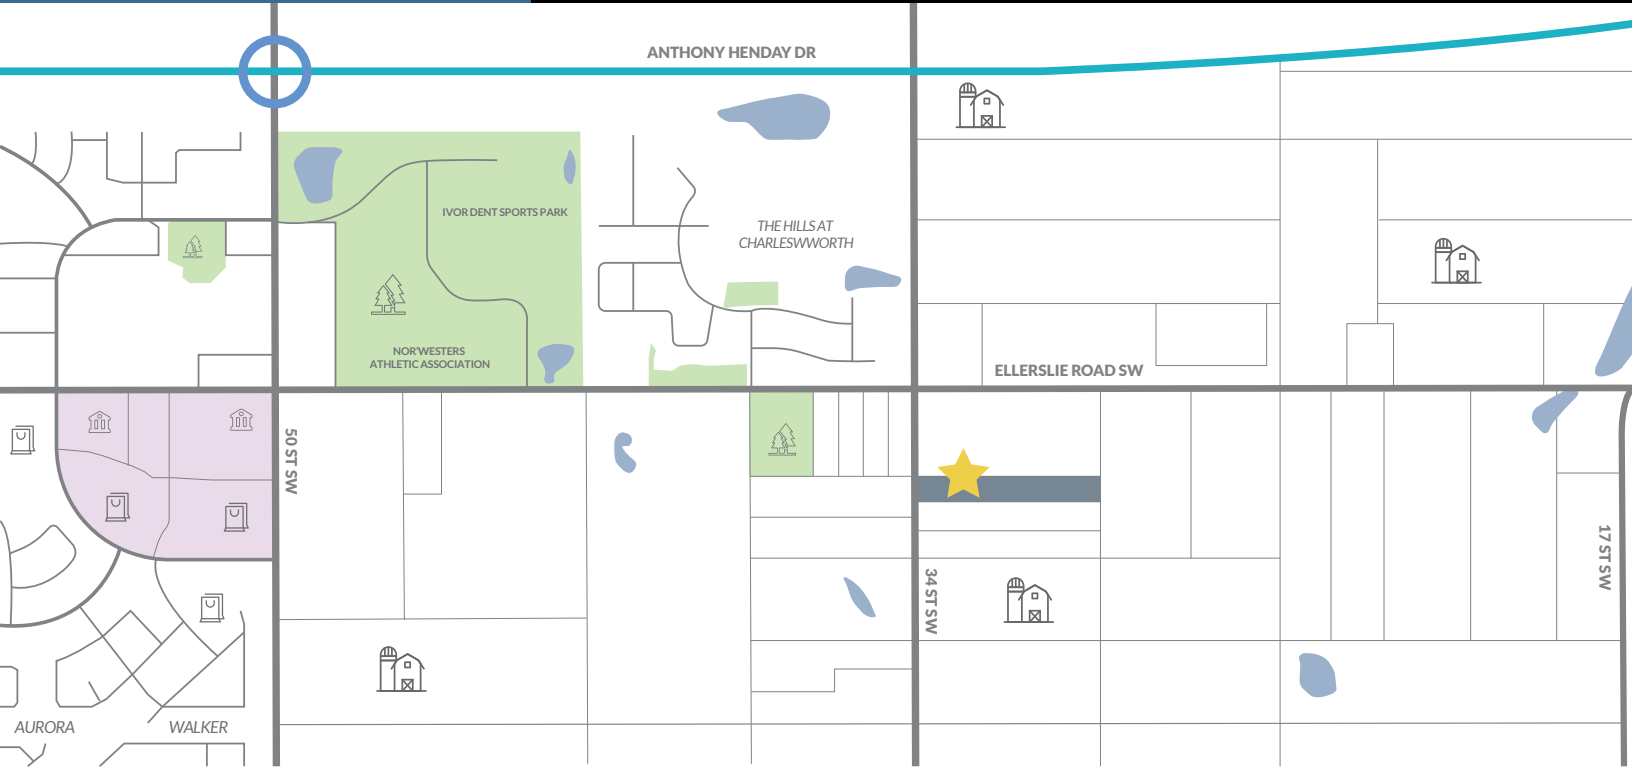 ANTHONY HENDAY DR
IVOR DENT SPORTS PARK
THE HILLS AT
CHARLESWWORTH
NOR'WESTERS
ATHLETIC ASSOCIATION
ELLERSLIE ROAD SW
50 ST SW
34 ST SW
17 ST SW
AURORA
WALKER